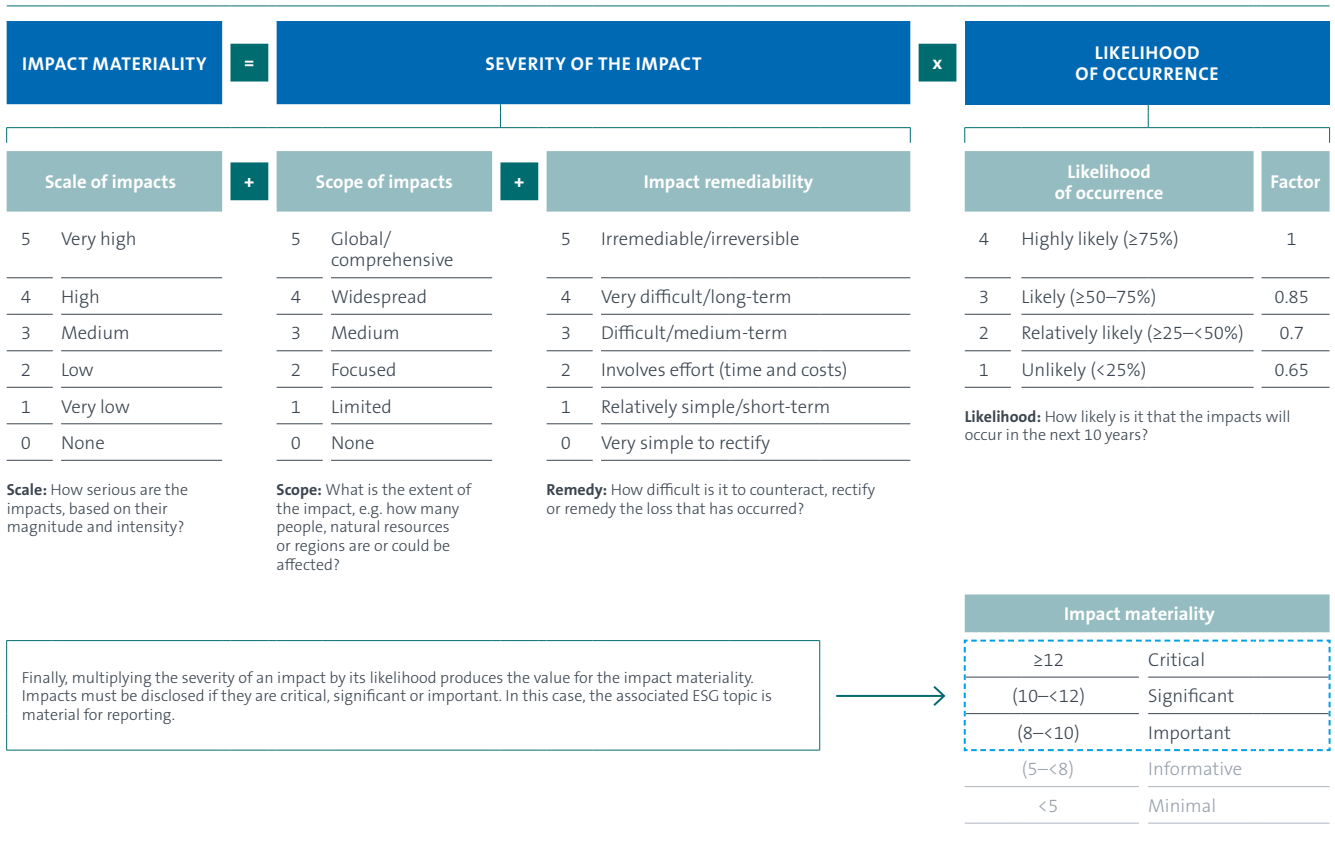 IMPACT MATERIALITY
=
SEVERITY OF THE IMPACT
x
LIKELIHOOD
OF OCCURRENCE
Scale of impacts
+
Scope of impacts
+
Impact remediability
Likelihood
of occurrence
Factor
5 Very high
5 Global/
comprehensive
5 Irremediable/irreversible
4 Highly likely (≥75%) 1
4 High
4 Widespread
4 Very difficult/long-term
3 Likely (≥50–75%) 0.85
3 Medium
3 Medium
3 Difficult/medium-term
2 Relatively likely (≥25–<50%) 0.7
2 Low
2 Focused
2 Involves effort (time and costs)
1 Unlikely (<25%) 0.65
1 Very low
1 Limited
1 Relatively simple/short-term
0 None
0 None
0 Very simple to rectify
Likelihood: How likely is it that the impacts will
occur in the next 10 years?
Scale: How serious are the
impacts, based on their
magnitude and intensity?
Scope: What is the extent of
the impact, e.g. how many
people, natural resources
or regions are or could be
affected?
Remedy: How difficult is it to counteract, rectify
or remedy the loss that has occurred?
Finally, multiplying the severity of an impact by its likelihood produces the value for the impact materiality.
Impacts must be disclosed if they are critical, significant or important. In this case, the associated ESG topic is
material for reporting.
Impact materiality
≥12 Critical
(10–<12) Significant
(8–<10) Important
(5–<8) Informative
<5 Minimal